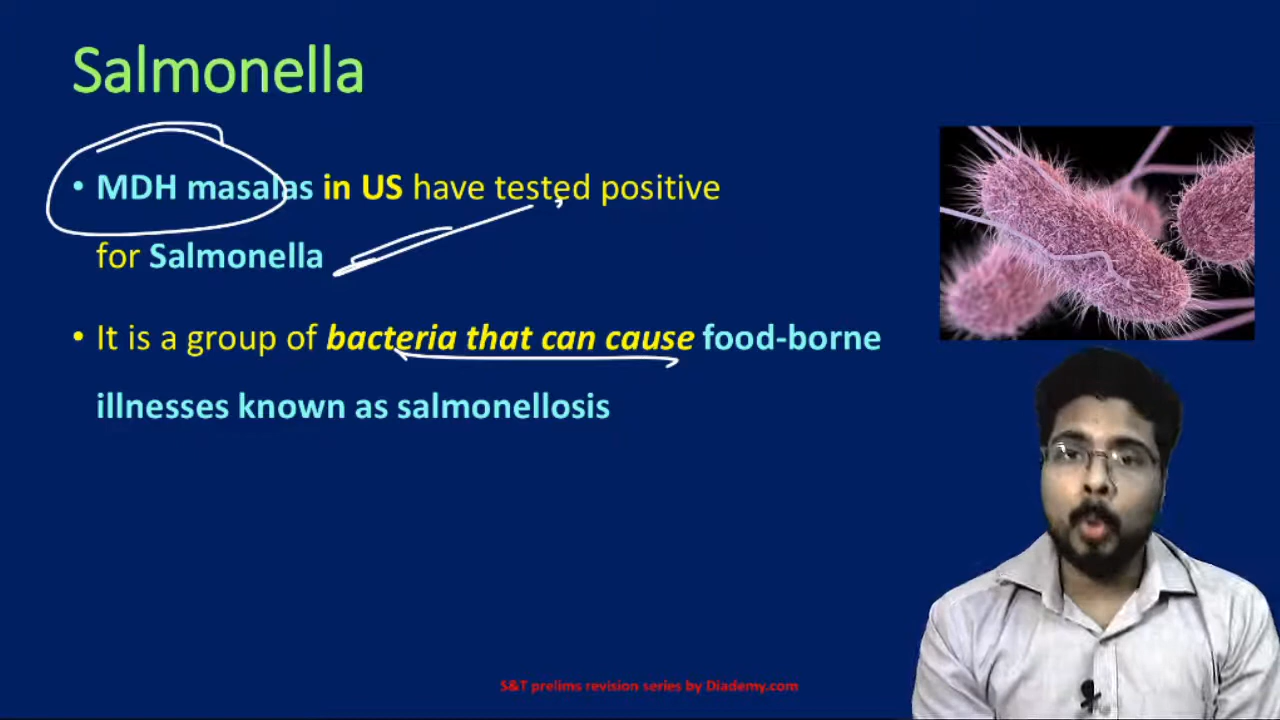 Salmonella
• MDH masalas in US have tested positive
for Salmonella
• It is a group of bacteria that can cause food-borne
illnesses known as salmonellosis
S&T prelims revision series by Diademy.com